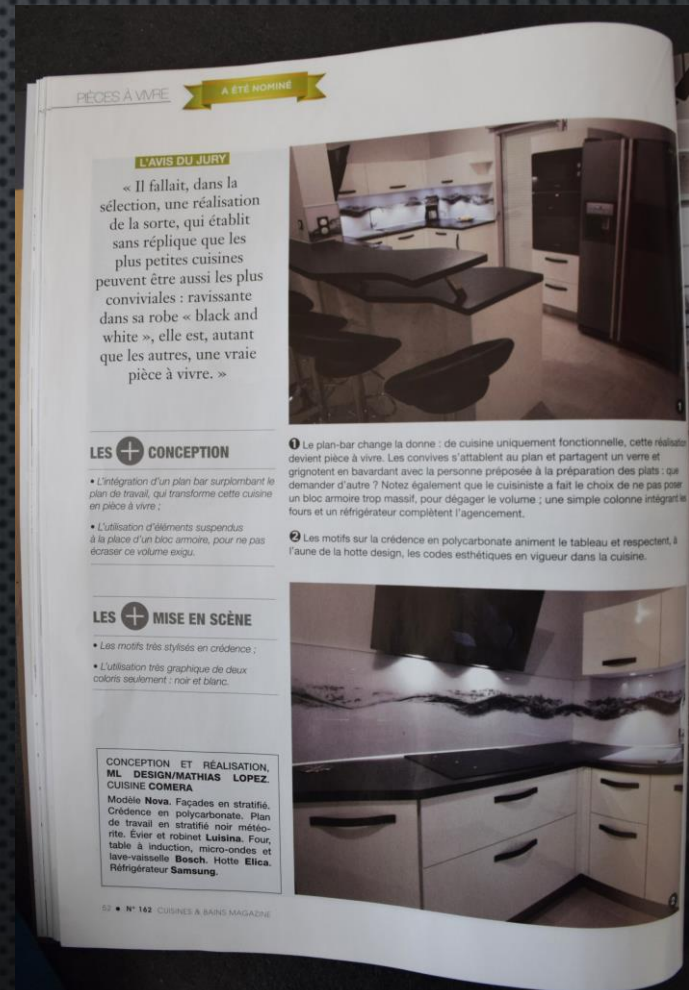 PIÈCES À VIVRE
A ÉTÉ NOMINÉ
L'AVIS DU JURY
« Il fallait, dans la
sélection, une réalisation
de la sorte, qui établit
sans réplique que les
plus petites cuisines
peuvent être aussi les plus
conviviales : ravissante
dans sa robe « black and
white », elle est, autant
que les autres, une vraie
pièce à vivre. »
LES + CONCEPTION
• L'intégration d'un plan bar surplombant le
plan de travail, qui transforme cette cuisine
en pièce à vivre ;
• L'utilisation d'éléments suspendus
à la place d'un bloc armoire, pour ne pas
écraser ce volume exigu.
LES + MISE EN SCÈNE
• Les motifs très stylisés en crédence ;
• L'utilisation très graphique de deux
coloris seulement : noir et blanc.
CONCEPTION ET RÉALISATION,
ML DESIGN/MATHIAS LOPEZ.
CUISINE COMERA
Modèle Nova. Façades en stratifié.
Crédence en polycarbonate. Plan
de travail en stratifié noir météo-
rite. Évier et robinet Luisina. Four,
table à induction, micro-ondes et
lave-vaisselle Bosch. Hotte Elica.
Réfrigérateur Samsung.
1
1 Le plan-bar change la donne : de cuisine uniquement fonctionnelle, cette réalisation
devient pièce à vivre. Les convives s'attablent au plan et partagent un verre et
grignotent en bavardant avec la personne préposée à la préparation des plats : que
demander d'autre ? Notez également que le cuisiniste a fait le choix de ne pas poser
un bloc armoire trop massif, pour dégager le volume ; une simple colonne intégrant les
fours et un réfrigérateur complètent l'agencement.
2 Les motifs sur la crédence en polycarbonate animent le tableau et respectent, à
l'aune de la hotte design, les codes esthétiques en vigueur dans la cuisine.
2
52 • N° 162 CUISINES & BAINS MAGAZINE